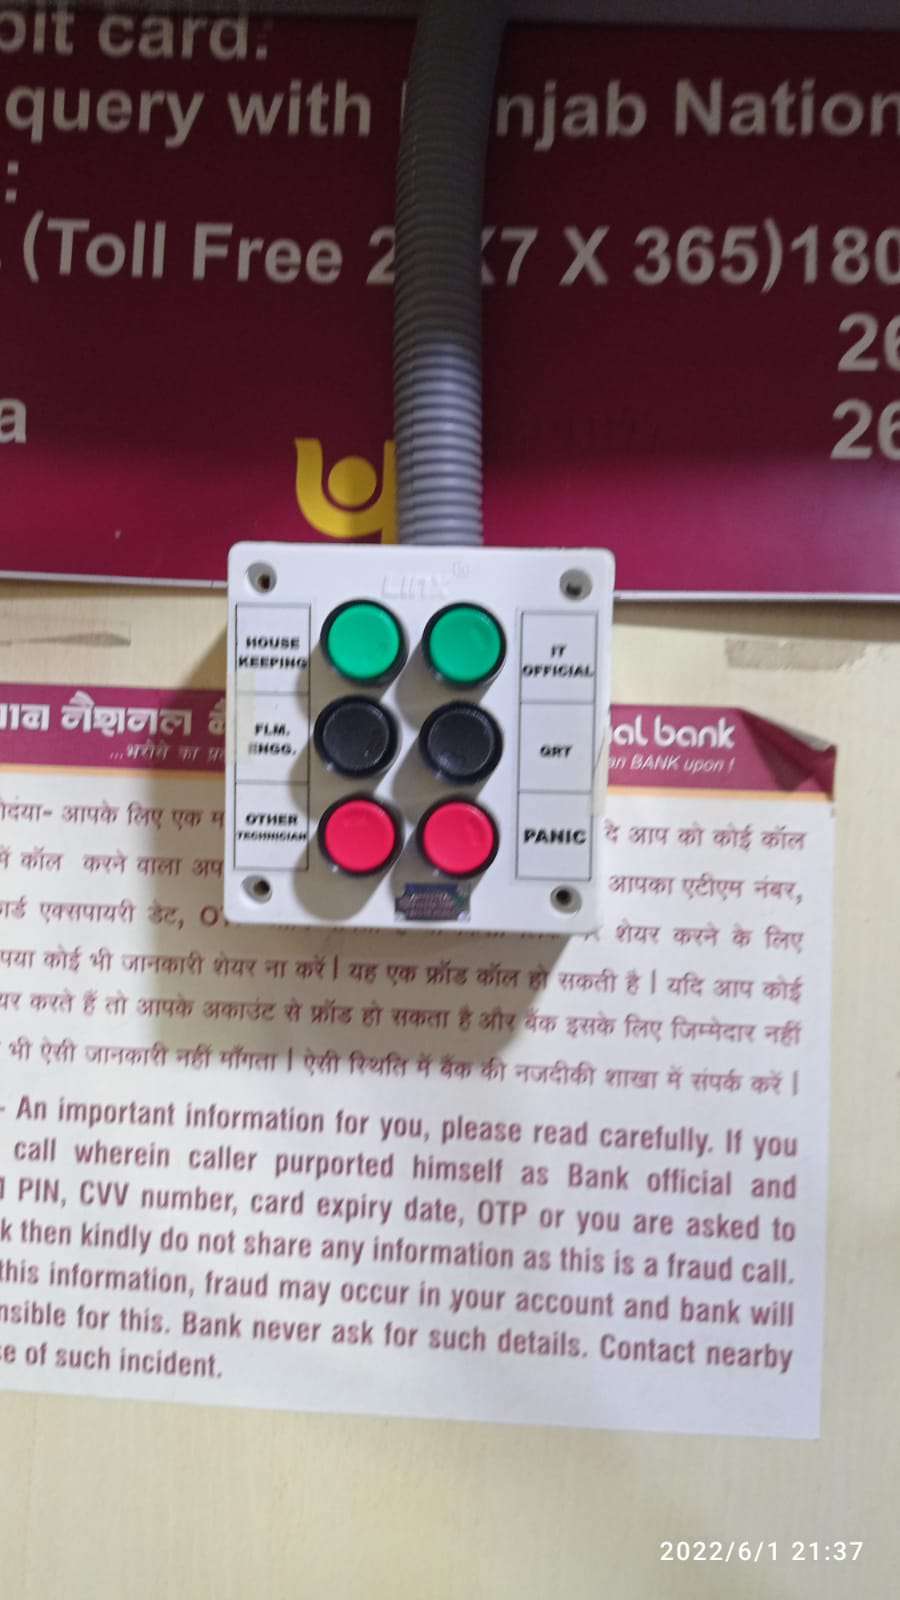 bit card:
query with njab Nation
:
(Toll Free 2 X7 X 365)180
26
a
26
LinX
HOUSE
KEEPING
IT
OFFICIAL
FLM.
ENGG.
QRT
OTHER
TECHNICIAN
PANIC
नैशनल
al bank
...भरोसे का
an BANK upon !
आपके लिए एक
दे आप को कोई कॉल
में कॉल करने वाला अप
आपका एटीएम नंबर,
कार्ड एक्सपायरी डेट, O
शेयर करने के लिए
पया कोई भी जानकारी शेयर ना करें | यह एक फ्रॉड कॉल हो सकती है | यदि आप कोई
यर करते हैं तो आपके अकाउंट से फ्रॉड हो सकता है और बैंक इसके लिए जिम्मेदार नहीं
भी ऐसी जानकारी नहीं माँगता | ऐसी स्थिति में बैंक की नजदीकी शाखा में संपर्क करें |
- An important information for you, please read carefully. If you
call wherein caller purported himself as Bank official and
PIN, CVV number, card expiry date, OTP or you are asked to
k then kindly do not share any information as this is a fraud call.
this information, fraud may occur in your account and bank will
nsible for this. Bank never ask for such details. Contact nearby
se of such incident.
2022/6/1 21:37